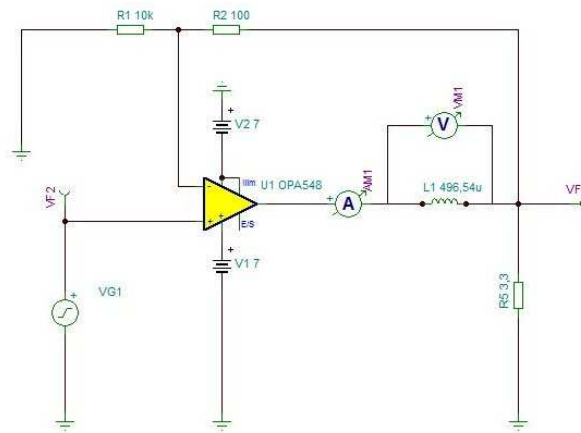 R1 10k
R2 100
V2 7
Ilim
U1 OPA548
E/S
V1 7
VF2
VG1
AM1
A
VM1
V
L1 496,54u
VF
R5 3,3